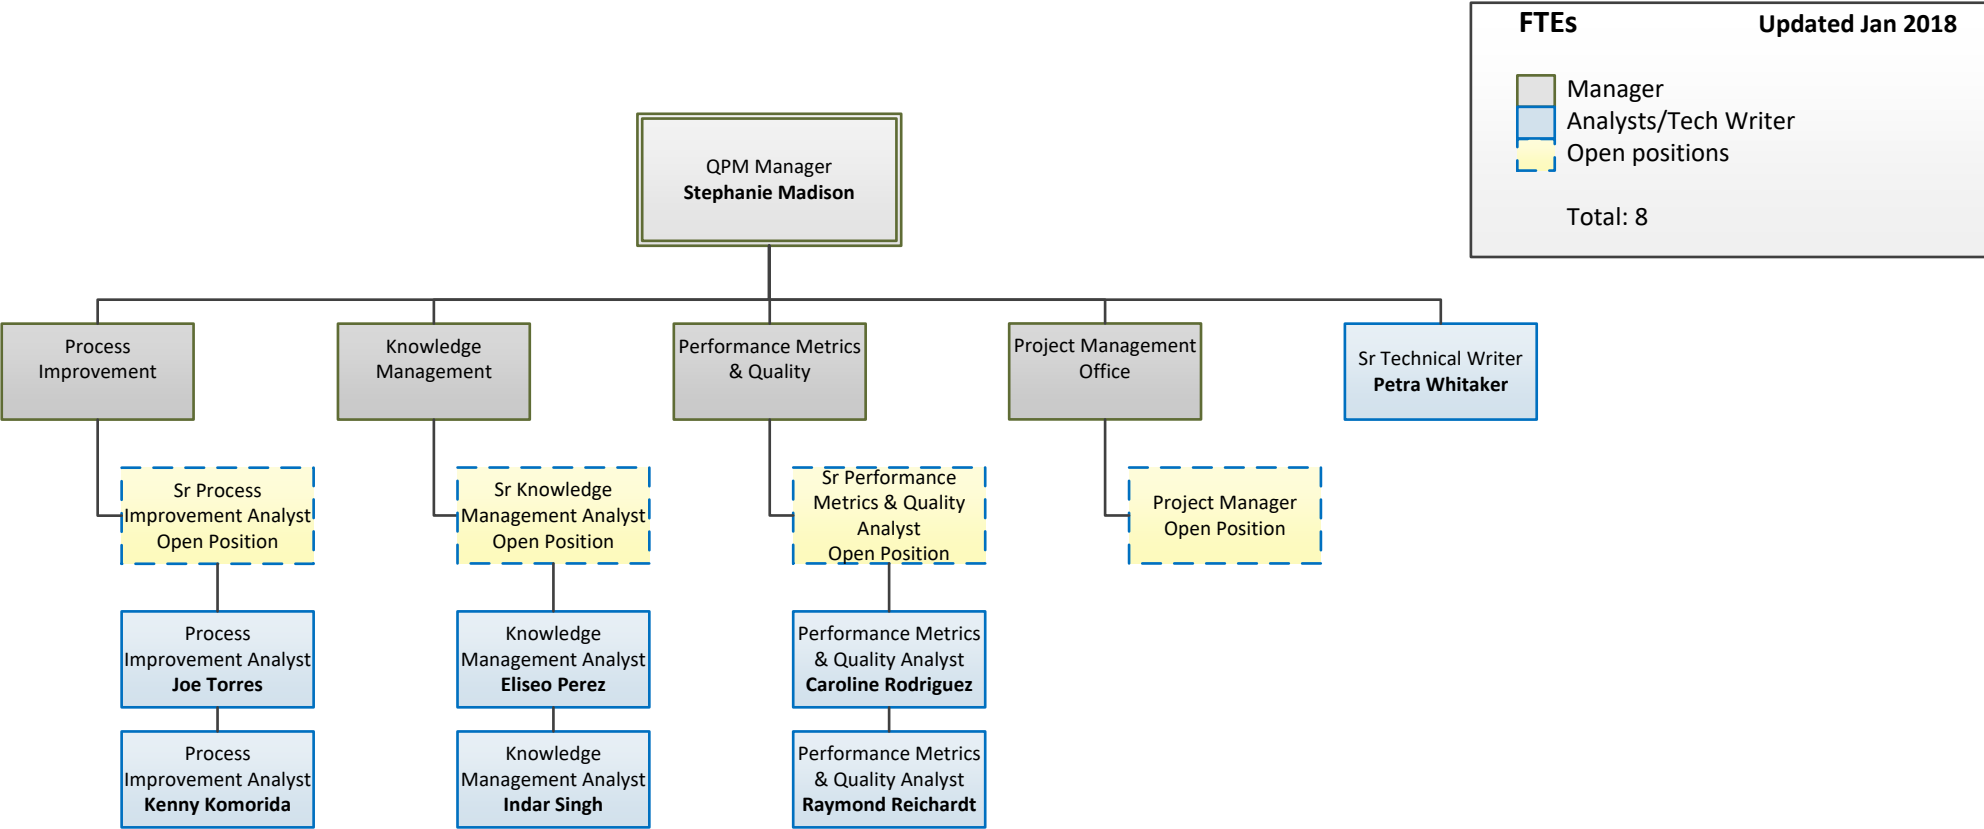 FTEs Updated Jan 2018
Manager
Analysts/Tech Writer
Open positions
Total: 8
QPM Manager
Stephanie Madison
Process
Improvement
Knowledge
Management
Performance Metrics
& Quality
Project Management
Office
Sr Technical Writer
Petra Whitaker
Sr Process
Improvement Analyst
Open Position
Sr Knowledge
Management Analyst
Open Position
Sr Performance
Metrics & Quality
Analyst
Open Position
Project Manager
Open Position
Process
Improvement Analyst
Joe Torres
Knowledge
Management Analyst
Eliseo Perez
Performance Metrics
& Quality Analyst
Caroline Rodriguez
Process
Improvement Analyst
Kenny Komorida
Knowledge
Management Analyst
Indar Singh
Performance Metrics
& Quality Analyst
Raymond Reichardt